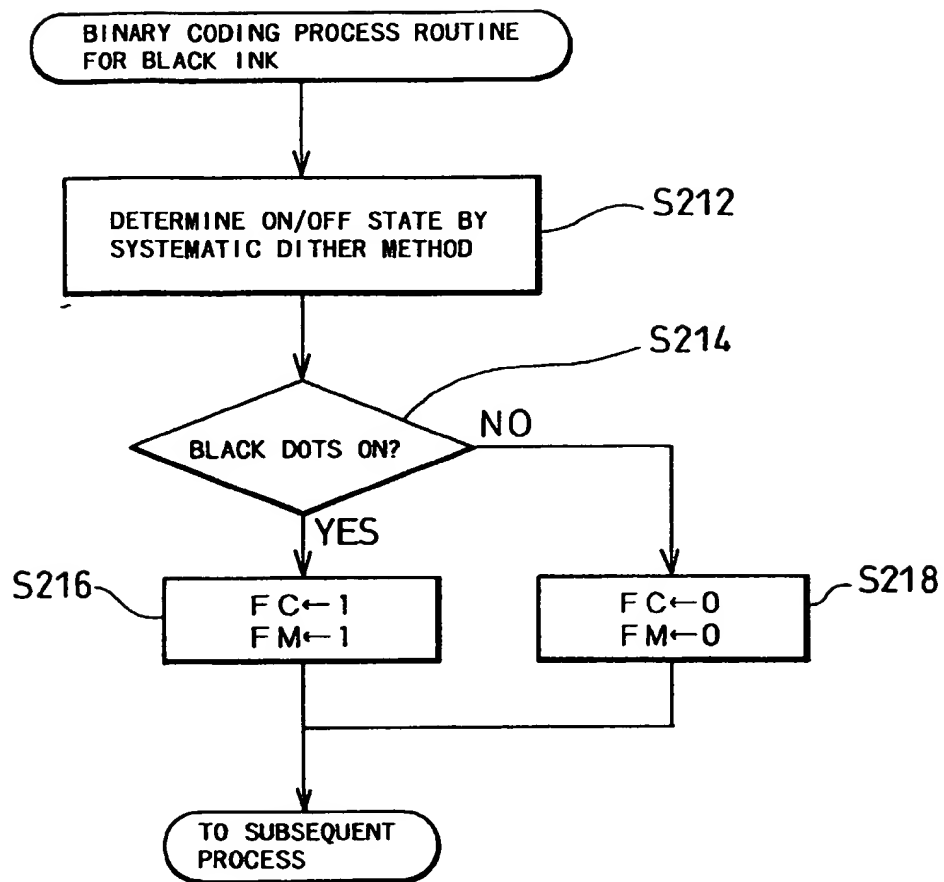 BINARY CODING PROCESS ROUTINE
FOR BLACK INK
DETERMINE ON/OFF STATE BY
SYSTEMATIC DITHER METHOD
S212
S214
BLACK DOTS ON?
NO
YES
S216
FC←1
FM←1
FC←0
FM←0
S218
TO SUBSEQUENT
PROCESS